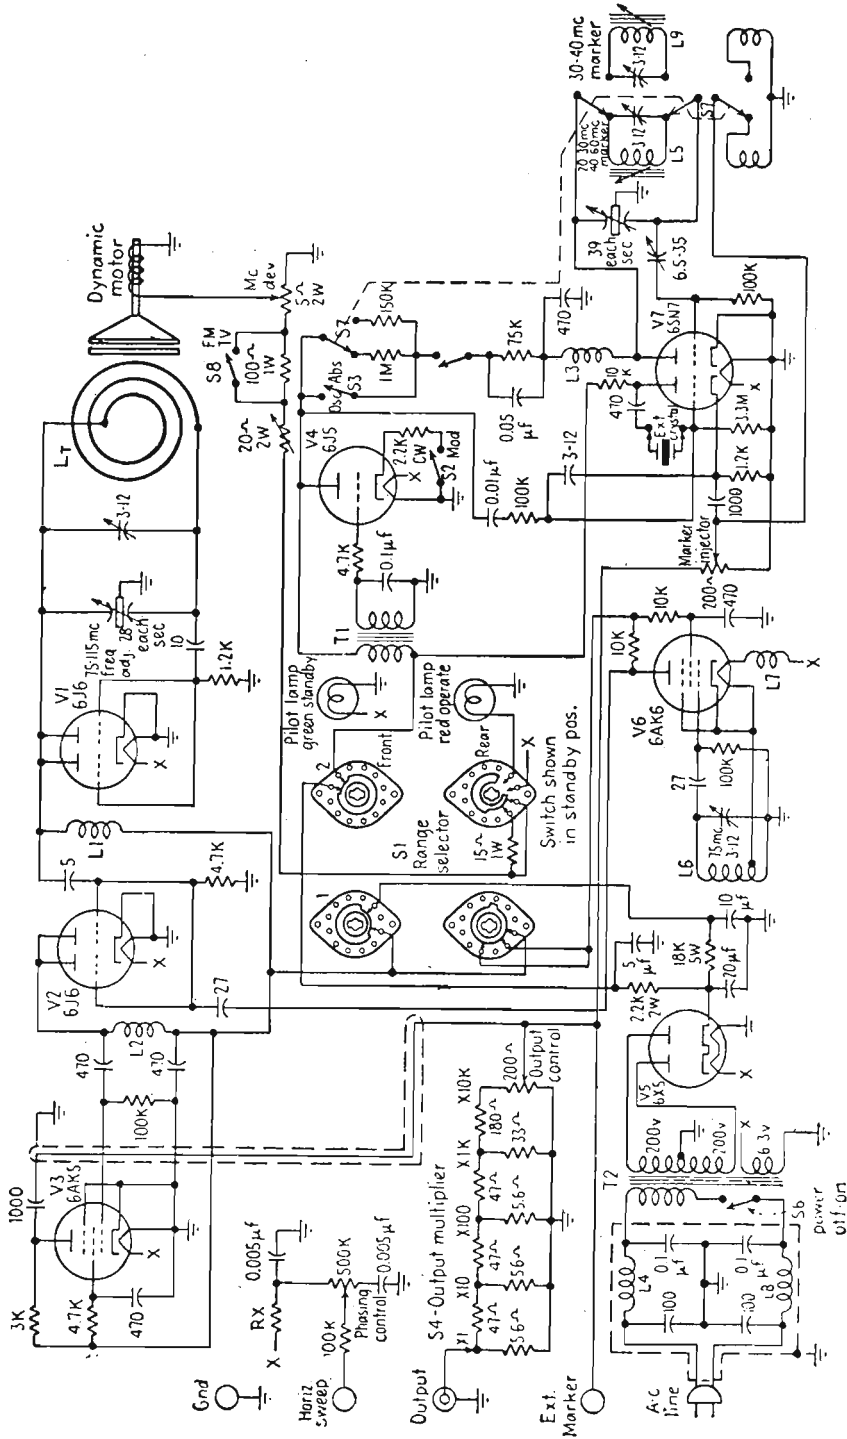 Dynamic
motor
Mc
dev
5Ω
2W
S8
FM
TV
100Ω
1W
20Ω
2W
LT
3-12
75-115mc
freq
adj.
28
each
sec
10
1.2K
V1
6J6
X
L1
5
4.7K
V2
6J6
X
27
L2
470
470
100K
V3
6AK5
X
1000
3K
4.7K
470
30-40mc
marker
3-12
L9
20 30mc
40 60mc
marker
3-12
L5
S7
39
each
sec
6.5-35
S7
150K
1M
Osc
Abs
S3
75K
0.05
μf
470
L3
10
K
470
V7
6SN7
X
100K
Ext
crystal
3.3M
1.2K
1000
3-12
0.01μf
100K
V4
6J5
X
2.2K
CW
S2
Mod
4.7K
0.1μf
T1
Pilot lamp
green standby
X
Pilot lamp
red operate
2
Front
Rear
1
S1
Range
selector
15Ω
1W
X
Switch shown
in standby pos.
Marker
injector
200Ω
470
10K
10K
V6
6AK6
L7
X
27
100K
75mc
3-12
L6
10
μf
18K
5W
20μf
5
μf
2.2K
2W
V5
6X5
X
200v
200v
X
6.3v
T2
S6
power
off on
L4
L8
0.1
μf
0.1
μf
100
100
A-C
line
Gnd
Horiz
sweep
Rx
X
0.005μf
100K
500K
Phasing
control
0.005μf
Output
S4-Output multiplier
X1
X10
X100
X1K
X10K
47Ω
47Ω
47Ω
180Ω
56Ω
56Ω
56Ω
33Ω
200Ω
Output
control
Ext.
Marker